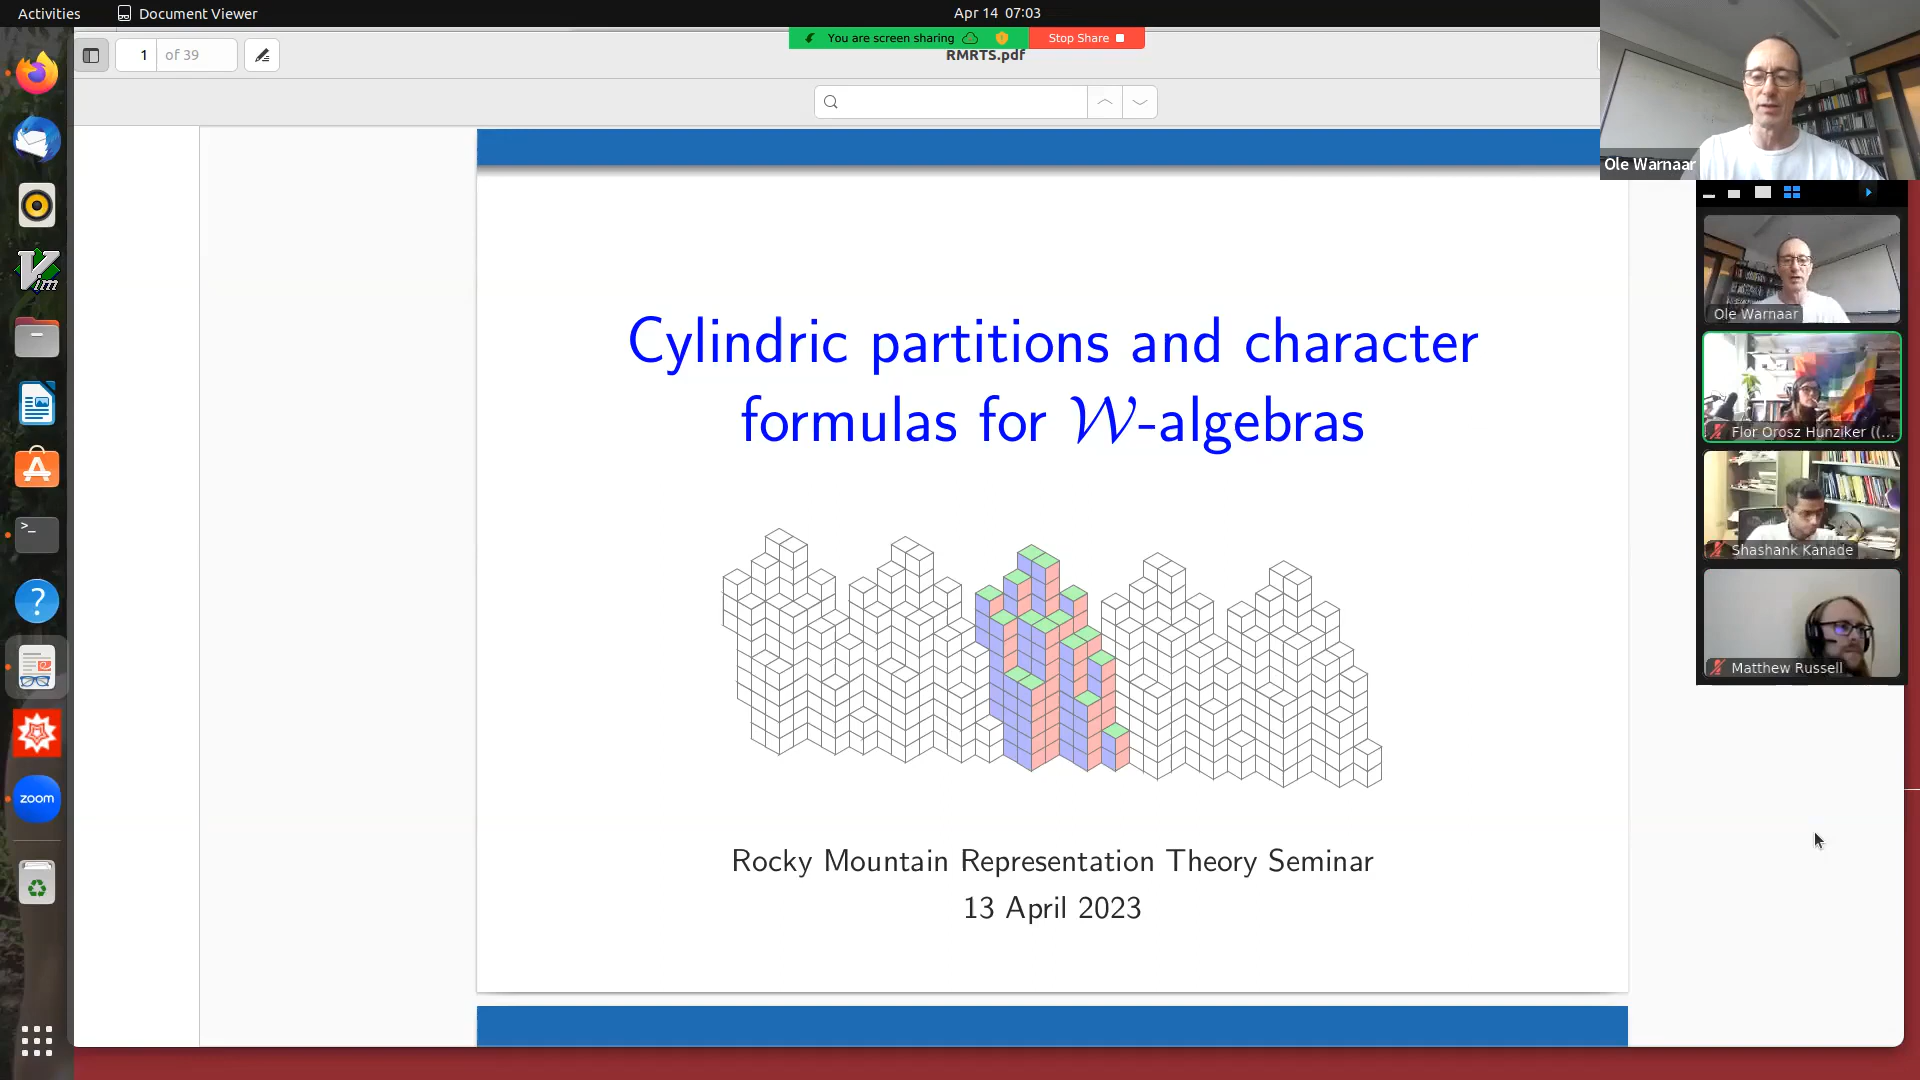 Activities
Document Viewer
Apr 14 07:03
You are screen sharing
Stop Share
1 of 39
RMRTS.pdf
Ole Warnaar
Ole Warnaar
Flor Orosz Hunziker ((...
Shashank Kanade
Matthew Russell
Cylindric partitions and character
formulas for 𝒲-algebras
Rocky Mountain Representation Theory Seminar
13 April 2023
Vim
zoom